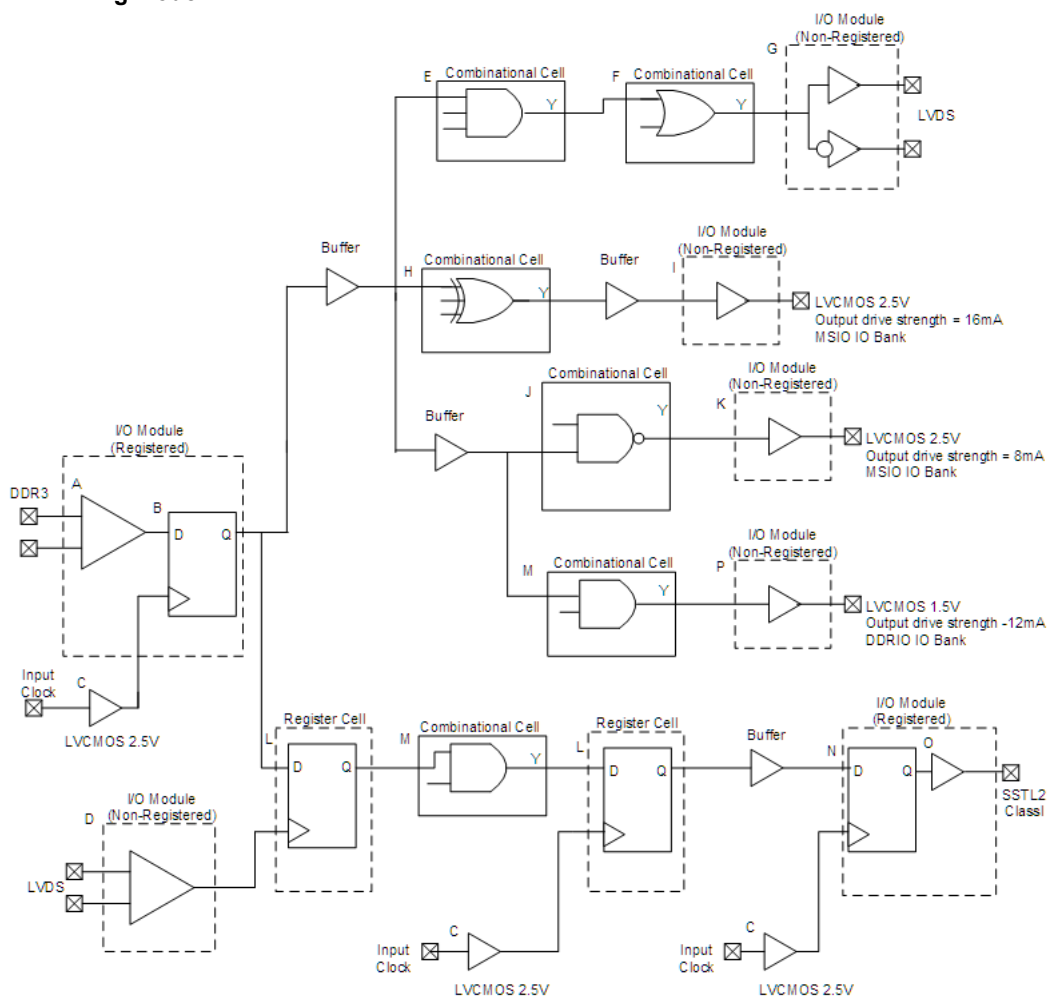 I/O Module
(Non-Registered)
G
E
Combinational Cell
Y
F
Combinational Cell
Y
LVDS
Buffer
H
Combinational Cell
Y
Buffer
I/O Module
(Non-Registered)
I
LVCMOS 2.5V
Output drive strength = 16mA
MSIO IO Bank
Buffer
Combinational Cell
J
Y
I/O Module
(Non-Registered)
K
LVCMOS 2.5V
Output drive strength = 8mA
MSIO IO Bank
I/O Module
(Registered)
DDR3
A
B
D
Q
Combinational Cell
M
Y
I/O Module
(Non-Registered)
P
LVCMOS 1.5V
Output drive strength -12mA
DDRIO IO Bank
Input
Clock
C
LVCMOS 2.5V
Register Cell
L
D
Q
Combinational Cell
M
Y
Register Cell
L
D
Q
Buffer
I/O Module
(Registered)
N
D
Q
O
SSTL2
ClassI
I/O Module
(Non-Registered)
D
LVDS
Input
Clock
C
LVCMOS 2.5V
Input
Clock
C
LVCMOS 2.5V